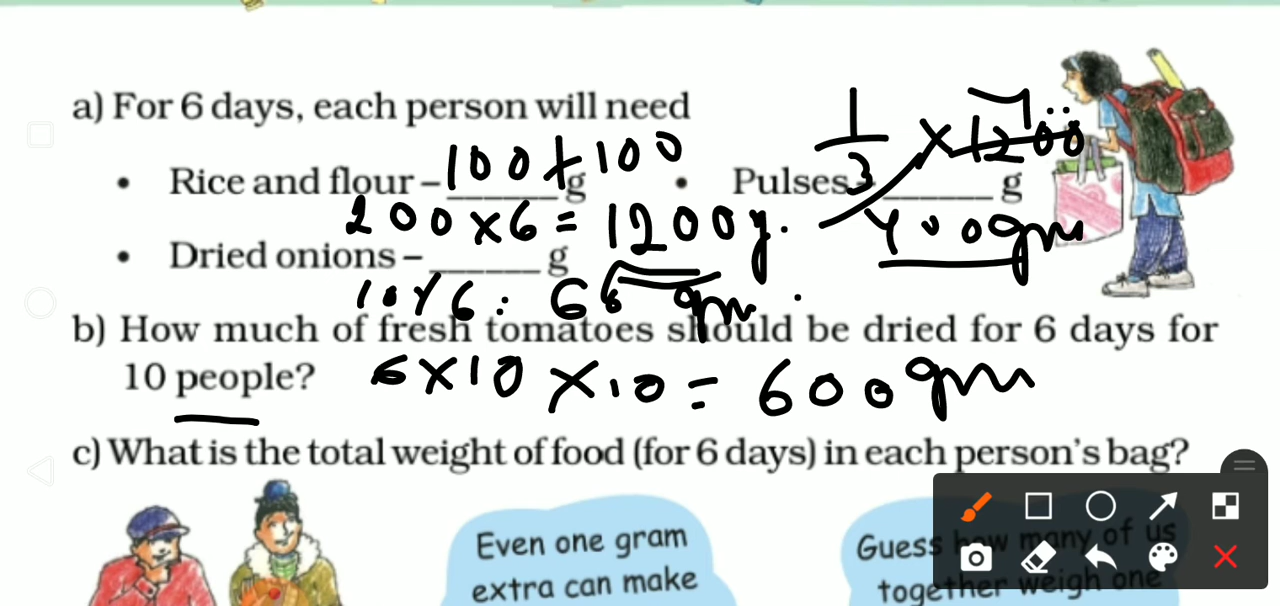 a) For 6 days, each person will need
1/3 × 1200
• Rice and flour – ______ g • Pulses – ______ g
100 + 100
200 × 6 = 1200g. 400gm
• Dried onions – ______ g
10 × 6 : 60 gm
b) How much of fresh tomatoes should be dried for 6 days for
10 people? 6 × 10 × 10 = 600gm
c) What is the total weight of food (for 6 days) in each person's bag?
Even one gram
extra can make
Guess how many of us
together weigh one